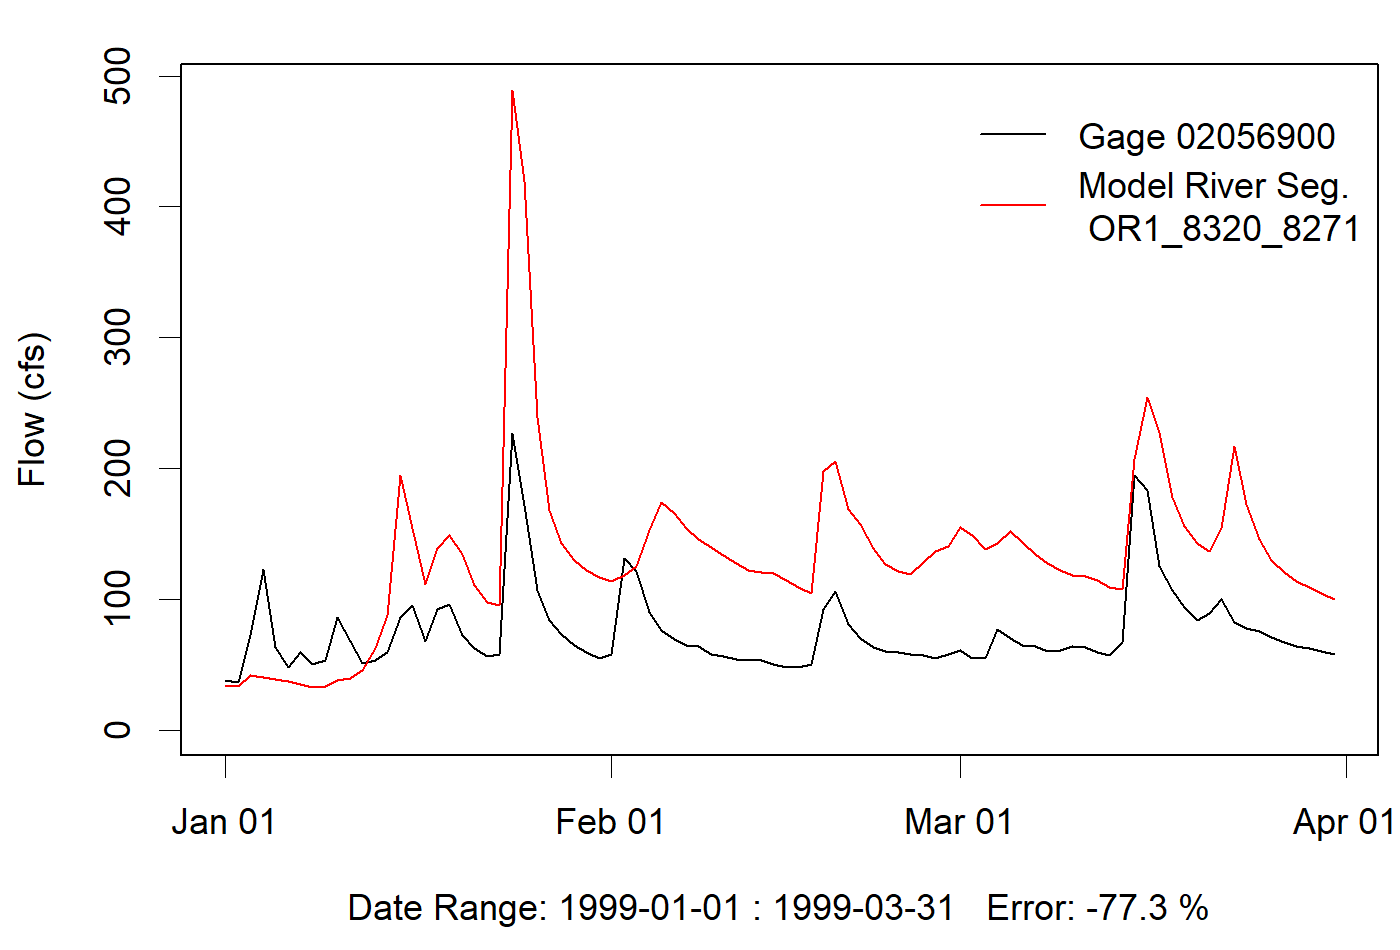 500
400
300
200
100
0
Flow (cfs)
Gage 02056900
Model River Seg.
OR1_8320_8271
Jan 01
Feb 01
Mar 01
Apr 01
Date Range: 1999-01-01 : 1999-03-31 Error: -77.3 %